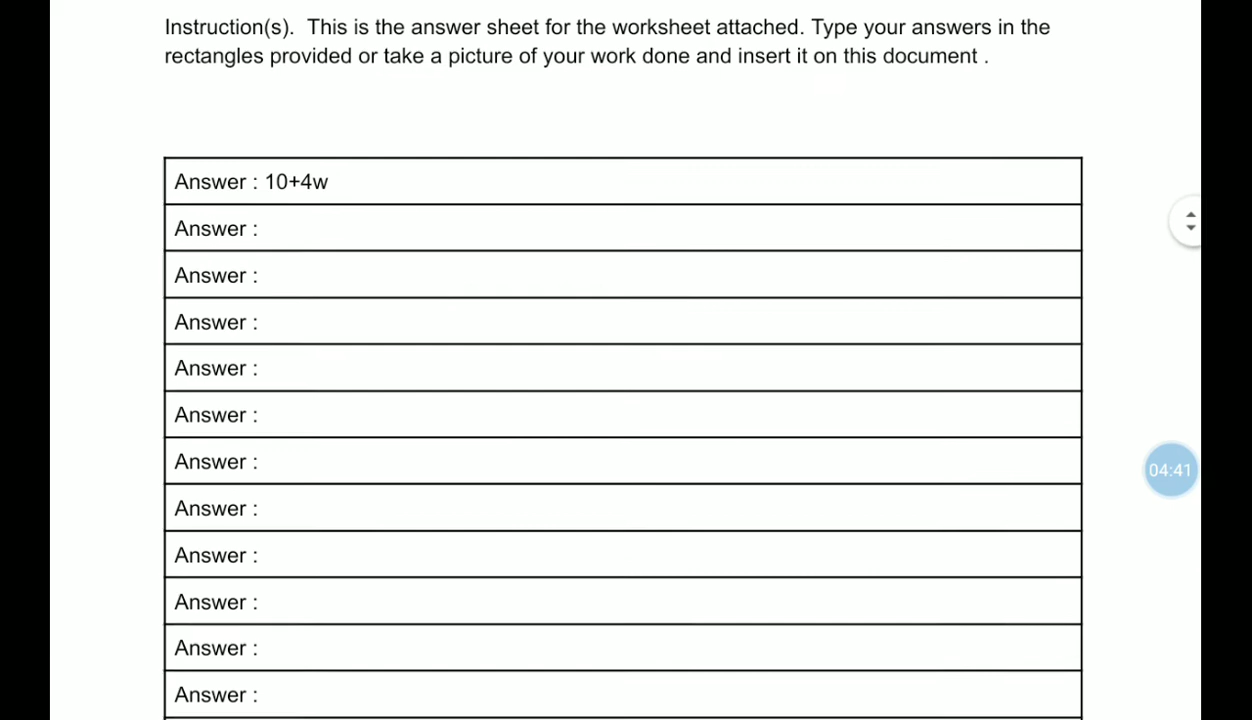 Instruction(s).  This is the answer sheet for the worksheet attached. Type your answers in the
rectangles provided or take a picture of your work done and insert it on this document .
Answer : 10+4w
Answer :
Answer :
Answer :
Answer :
Answer :
Answer :
Answer :
Answer :
Answer :
Answer :
Answer :
04:41